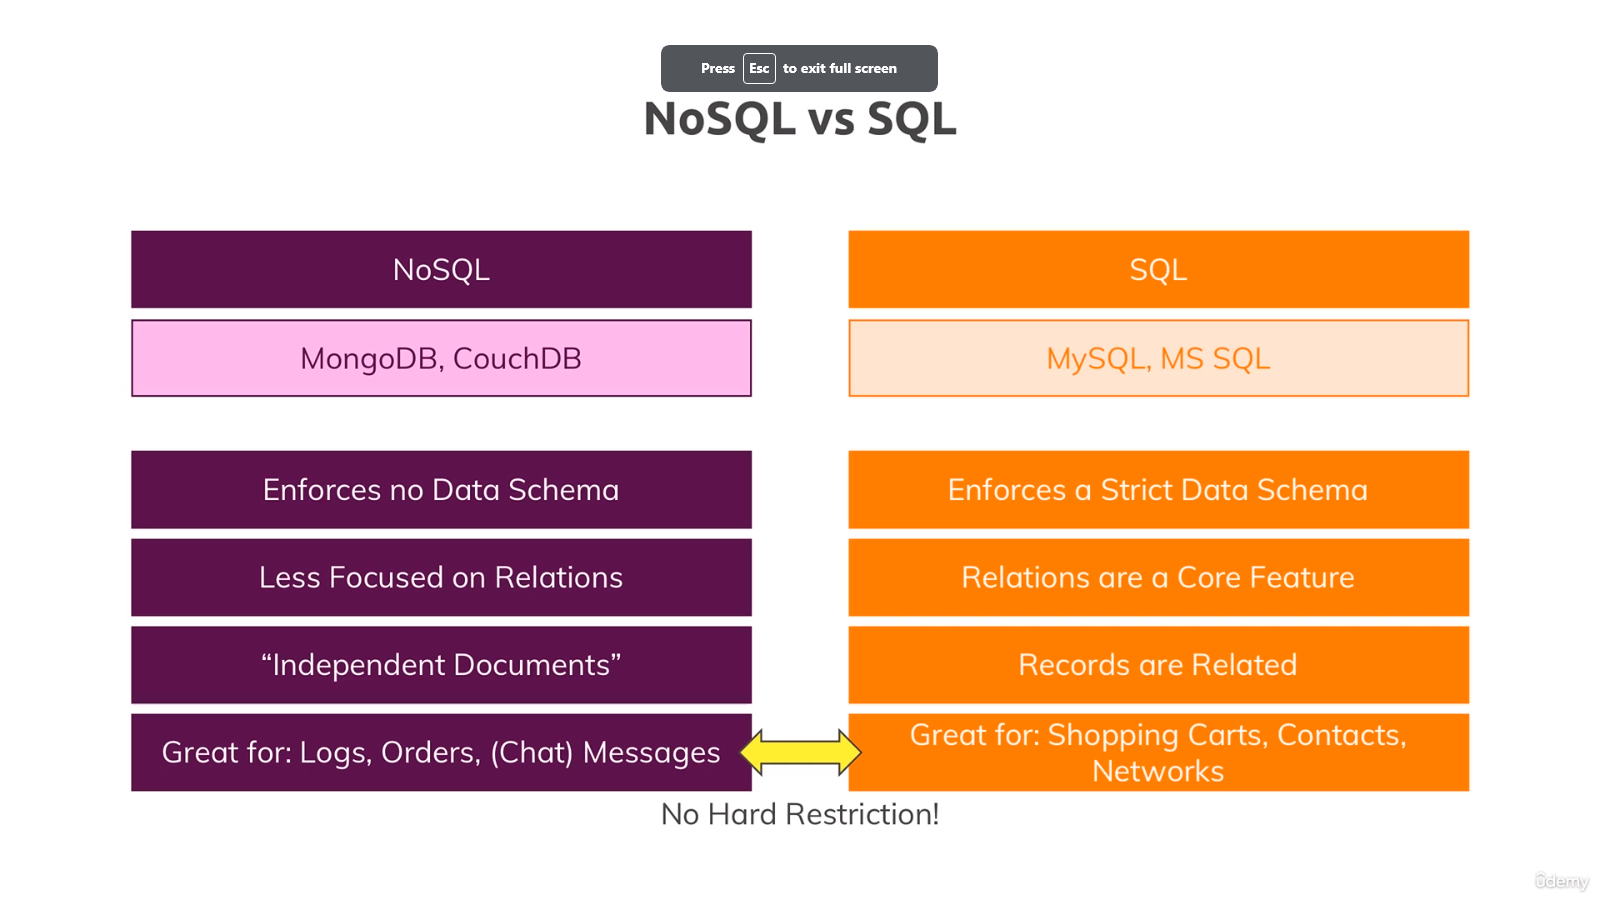 Press Esc to exit full screen
NoSQL vs SQL
NoSQL
SQL
MongoDB, CouchDB
MySQL, MS SQL
Enforces no Data Schema
Enforces a Strict Data Schema
Less Focused on Relations
Relations are a Core Feature
“Independent Documents”
Records are Related
Great for: Logs, Orders, (Chat) Messages
Great for: Shopping Carts, Contacts,
Networks
No Hard Restriction!
ûdemy